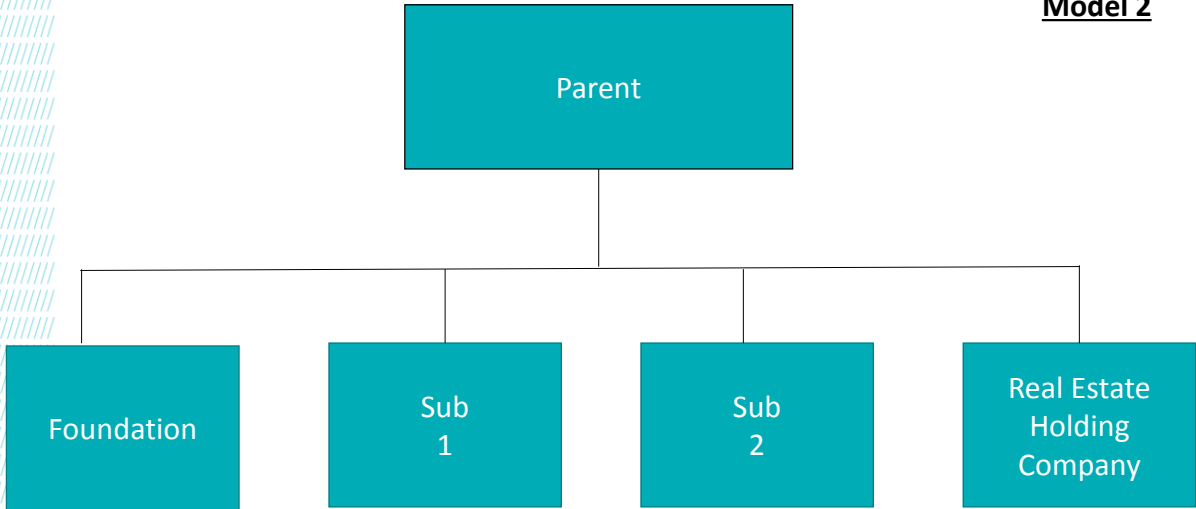 Model 2
Parent
Foundation
Sub
1
Sub
2
Real Estate
Holding
Company